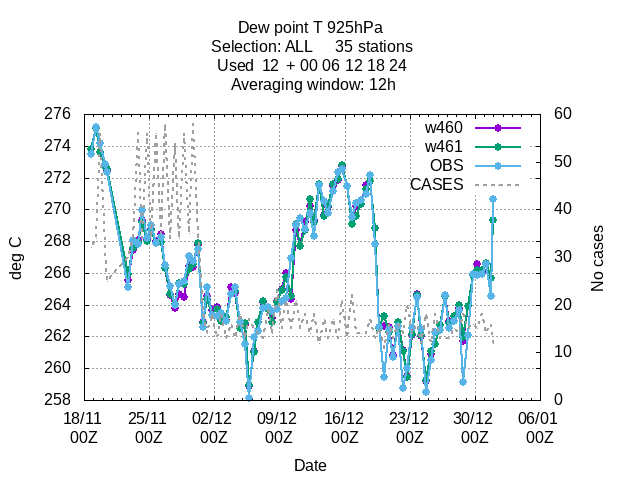 Dew point T 925hPa
Selection: ALL 35 stations
Used 12 + 00 06 12 18 24
Averaging window: 12h
276 60
274 50
272
270 40
268
266 30
264 20
262
260 10
258 0
w460
w461
OBS
CASES
deg C
No cases
18/11 25/11 02/12 09/12 16/12 23/12 30/12 06/01
00Z 00Z 00Z 00Z 00Z 00Z 00Z 00Z
Date